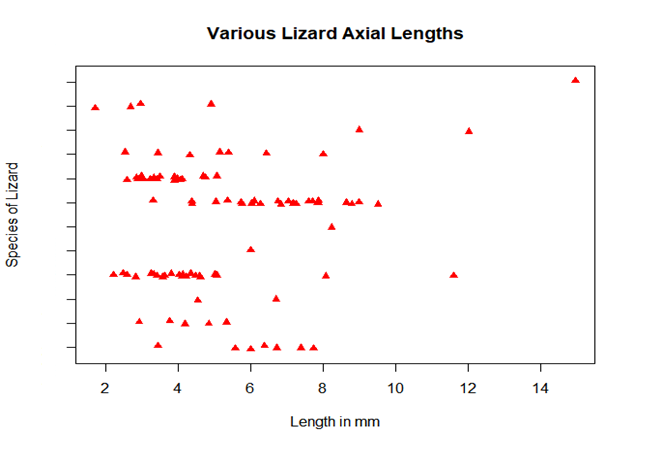 Various Lizard Axial Lengths
Species of Lizard
2 4 6 8 10 12 14
Length in mm